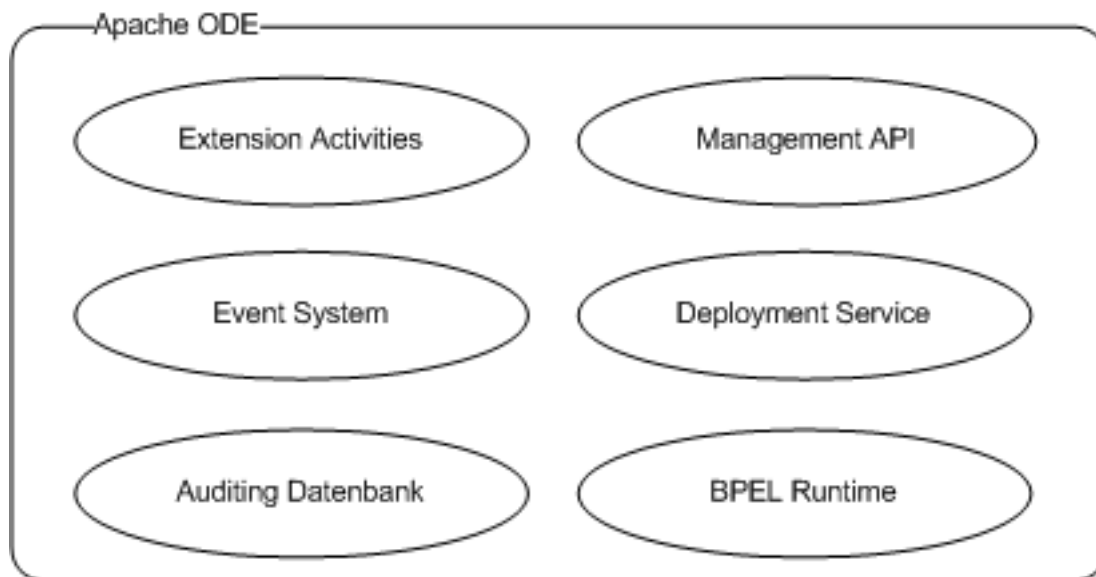 Apache ODE
Extension Activities
Management API
Event System
Deployment Service
Auditing Datenbank
BPEL Runtime